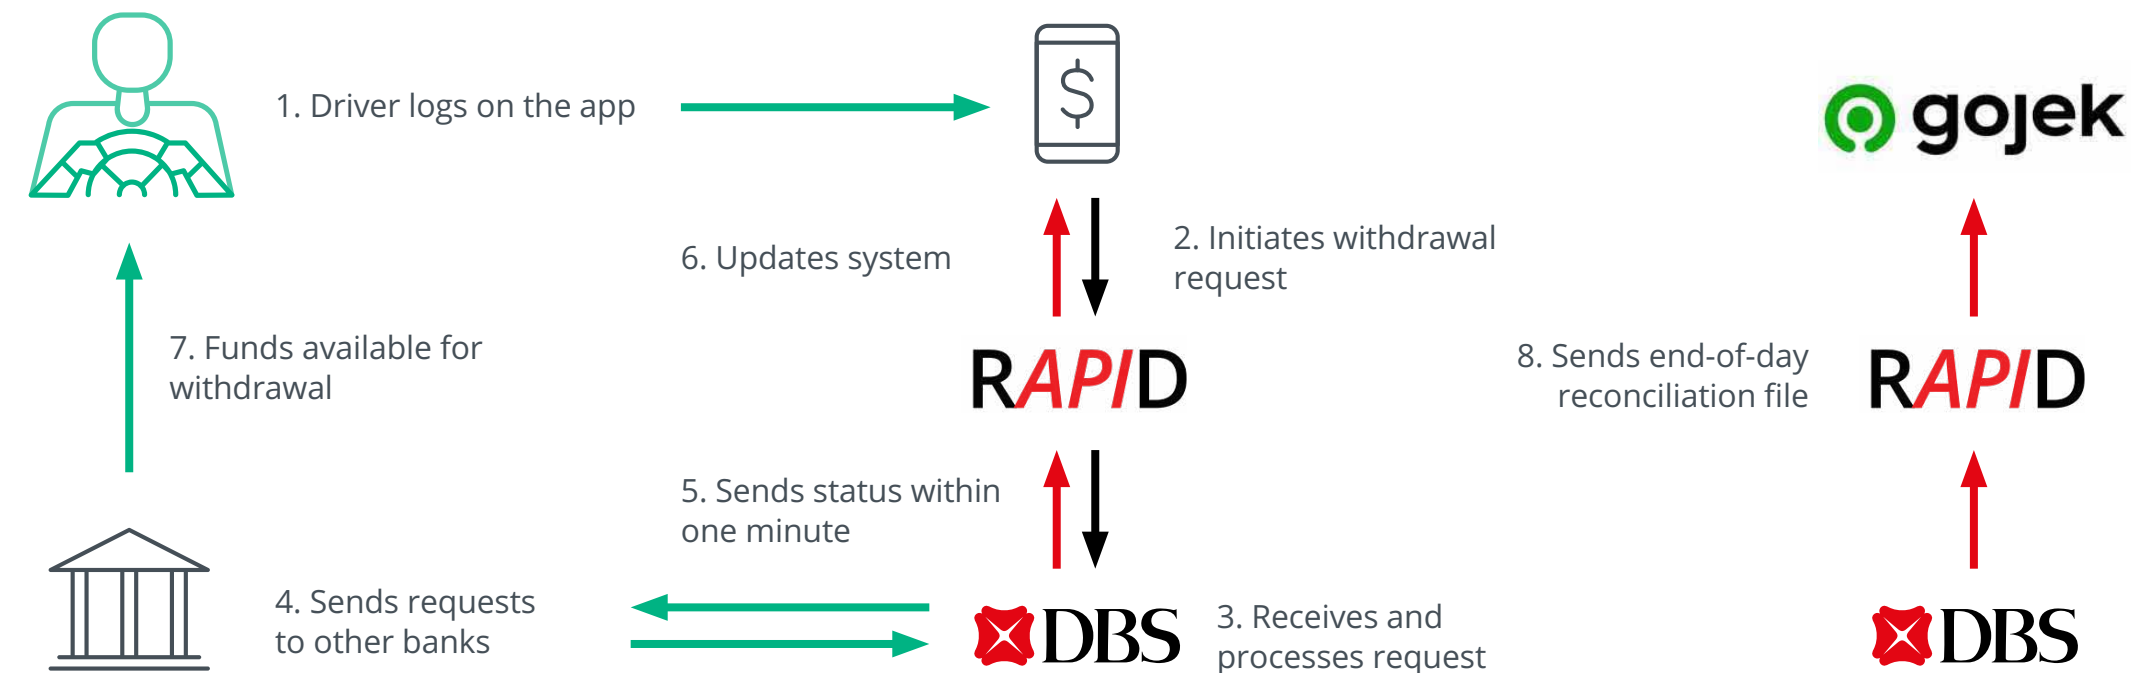 1. Driver logs on the app
$
gojek
6. Updates system
2. Initiates withdrawal
request
7. Funds available for
withdrawal
RAPID
8. Sends end-of-day
reconciliation file
RAPID
5. Sends status within
one minute
4. Sends requests
to other banks
DBS
3. Receives and
processes request
DBS